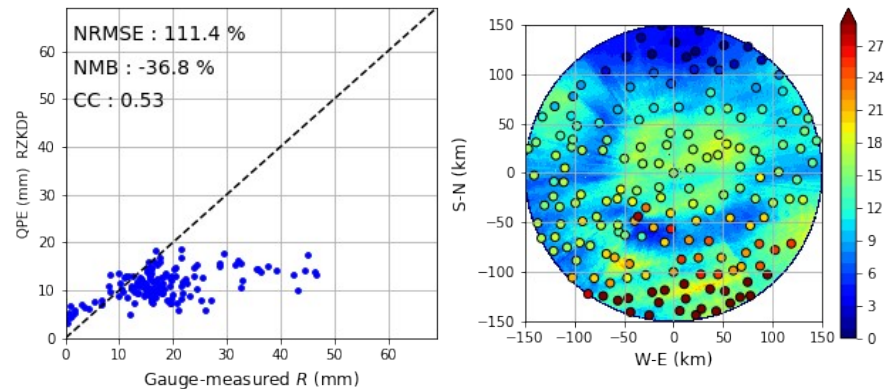 NRMSE : 111.4 %
NMB : -36.8 %
CC : 0.53
QPE (mm)  RZKDP
60
50
40
30
20
10
0
0 10 20 30 40 50 60
Gauge-measured R (mm)
S-N (km)
150
100
50
0
−50
−100
−150
−150 −100 −50 0 50 100 150
W-E (km)
27
24
21
18
15
12
9
6
3
0